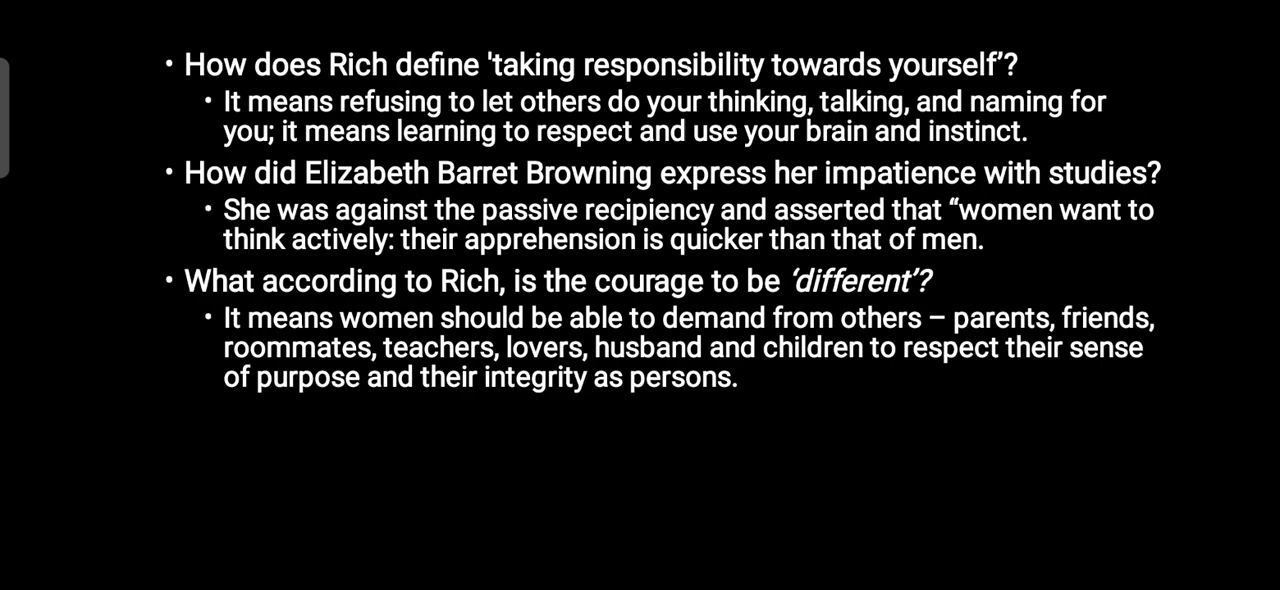 • How does Rich define 'taking responsibility towards yourself’?
• It means refusing to let others do your thinking, talking, and naming for
you; it means learning to respect and use your brain and instinct.
• How did Elizabeth Barret Browning express her impatience with studies?
• She was against the passive recipiency and asserted that “women want to
think actively: their apprehension is quicker than that of men.
• What according to Rich, is the courage to be ‘different’?
• It means women should be able to demand from others – parents, friends,
roommates, teachers, lovers, husband and children to respect their sense
of purpose and their integrity as persons.